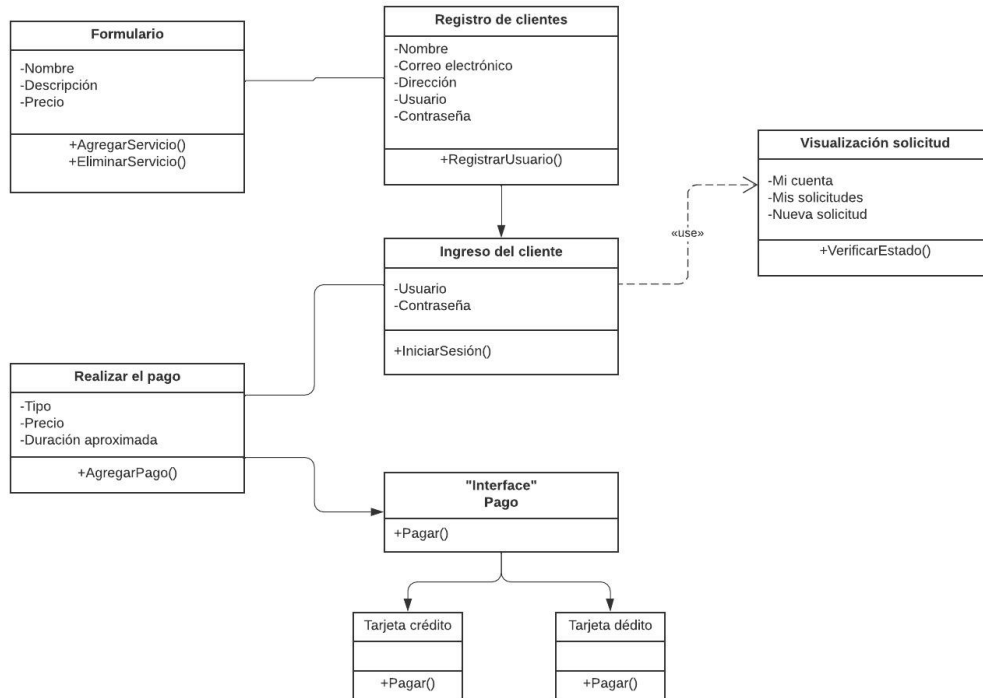 Formulario
-Nombre
-Descripción
-Precio
+AgregarServicio()
+EliminarServicio()
Registro de clientes
-Nombre
-Correo electrónico
-Dirección
-Usuario
-Contraseña
+RegistrarUsuario()
Visualización solicitud
-Mi cuenta
-Mis solicitudes
-Nueva solicitud
+VerificarEstado()
«use»
Ingreso del cliente
-Usuario
-Contraseña
+IniciarSesión()
Realizar el pago
-Tipo
-Precio
-Duración aproximada
+AgregarPago()
"Interface"
Pago
+Pagar()
Tarjeta crédito
+Pagar()
Tarjeta dédito
+Pagar()